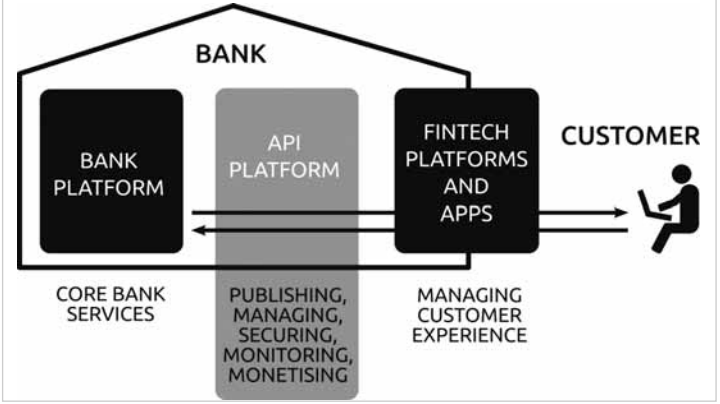 BANK
BANK
PLATFORM
API
PLATFORM
FINTECH
PLATFORMS
AND
APPS
CUSTOMER
CORE BANK
SERVICES
PUBLISHING,
MANAGING,
SECURING,
MONITORING,
MONETISING
MANAGING
CUSTOMER
EXPERIENCE